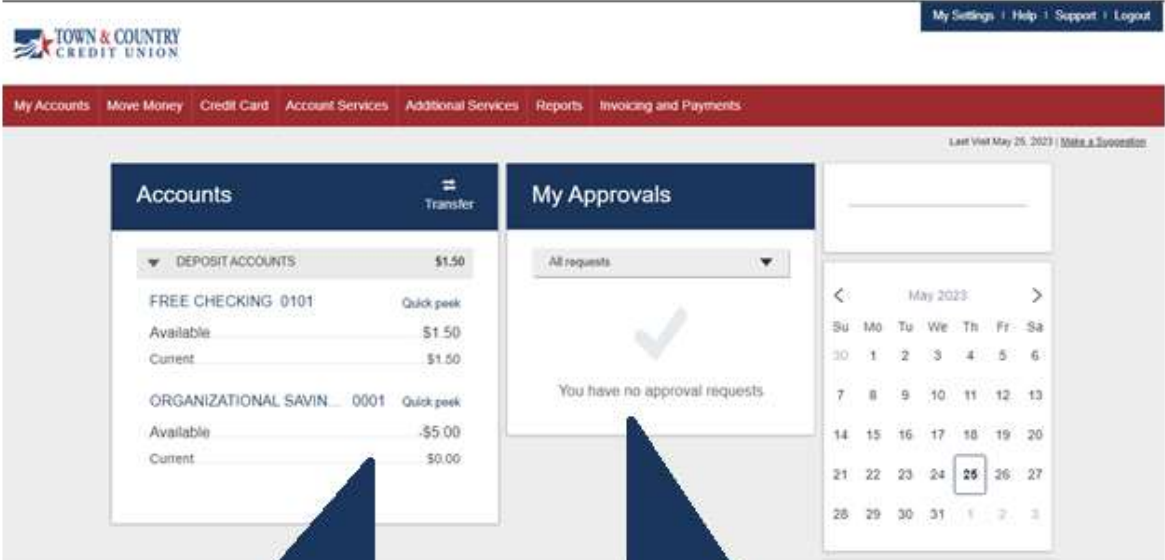 My Settings | Help | Support | Logout
TOWN & COUNTRY
CREDIT UNION
My Accounts Move Money Credit Card Account Services Additional Services Reports Invoicing and Payments
Last Visit May 25, 2023 | Make a Suggestion
Accounts
Transfer
DEPOSIT ACCOUNTS $1.50
FREE CHECKING 0101 Quick peek
Available $1.50
Current $1.50
ORGANIZATIONAL SAVIN... 0001 Quick peek
Available -$5.00
Current $0.00
My Approvals
All requests
You have no approval requests
May 2023
Su Mo Tu We Th Fr Sa
30 1 2 3 4 5 6
7 8 9 10 11 12 13
14 15 16 17 18 19 20
21 22 23 24 25 26 27
28 29 30 31 1 2 3